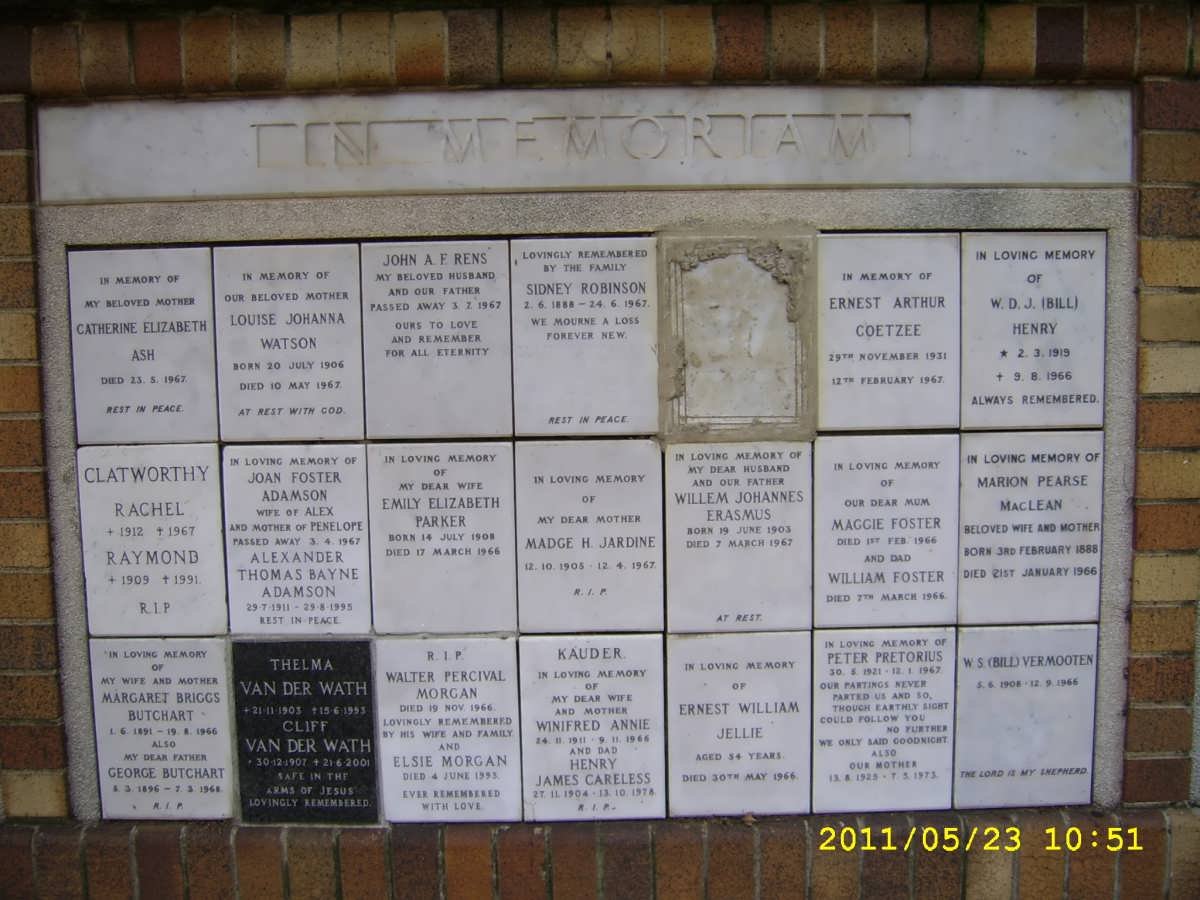 IN MEMORIAM
IN MEMORY OF
MY BELOVED MOTHER
CATHERINE ELIZABETH
ASH
DIED 23. 5. 1967.
REST IN PEACE.
IN MEMORY OF
OUR BELOVED MOTHER
LOUISE JOHANNA
WATSON
BORN 20 JULY 1906
DIED 10 MAY 1967.
AT REST WITH GOD.
JOHN A. F. RENS
MY BELOVED HUSBAND
AND OUR FATHER
PASSED AWAY 3. 7. 1967
OURS TO LOVE
AND REMEMBER
FOR ALL ETERNITY
LOVINGLY REMEMBERED
BY THE FAMILY
SIDNEY ROBINSON
2. 6. 1888 - 24. 6. 1967.
WE MOURNE A LOSS
FOREVER NEW.
REST IN PEACE.
IN MEMORY OF
ERNEST ARTHUR
COETZEE
29TH NOVEMBER 1931
12TH FEBRUARY 1967.
IN LOVING MEMORY
OF
W. D. J. (BILL)
HENRY
★ 2. 3. 1919
✝ 9. 8. 1966
ALWAYS REMEMBERED.
CLATWORTHY
RACHEL
+ 1912 ✝ 1967
RAYMOND
+ 1909 ✝ 1991.
R.I.P
IN LOVING MEMORY OF
JOAN FOSTER
ADAMSON
WIFE OF ALEX
AND MOTHER OF PENELOPE
PASSED AWAY 3. 4. 1967
ALEXANDER
THOMAS BAYNE
ADAMSON
29·7·1911 - 29·8·1995
REST IN PEACE.
IN LOVING MEMORY
OF
MY DEAR WIFE
EMILY ELIZABETH
PARKER
BORN 14 JULY 1908
DIED 17 MARCH 1966
IN LOVING MEMORY
OF
MY DEAR MOTHER
MADGE H. JARDINE
12. 10. 1905 - 12. 4. 1967.
R. I. P.
IN LOVING MEMORY OF
MY DEAR HUSBAND
AND OUR FATHER
WILLEM JOHANNES
ERASMUS
BORN 19 JUNE 1903
DIED 7 MARCH 1967
AT REST.
IN LOVING MEMORY
OF
OUR DEAR MUM
MAGGIE FOSTER
DIED 1ST FEB. 1966
AND DAD
WILLIAM FOSTER
DIED 7TH MARCH 1966.
IN LOVING MEMORY OF
MARION PEARSE
MACLEAN
BELOVED WIFE AND MOTHER
BORN 3RD FEBRUARY 1888
DIED 21ST JANUARY 1966
IN LOVING MEMORY
OF
MY WIFE AND MOTHER
MARGARET BRIGGS
BUTCHART
1. 6. 1891 - 19. 8. 1966
ALSO
MY DEAR FATHER
GEORGE BUTCHART
8. 3. 1896 - 7. 3. 1968.
R. I. P.
THELMA
VAN DER WATH
+21·11·1903 ✝15·6·1993
CLIFF
VAN DER WATH
+30·12·1907 ✝21·6·2001
SAFE IN THE
ARMS OF JESUS
LOVINGLY REMEMBERED.
R. I. P.
WALTER PERCIVAL
MORGAN
DIED 19 NOV. 1966.
LOVINGLY REMEMBERED
BY HIS WIFE AND FAMILY.
AND
ELSIE MORGAN
DIED 4 JUNE 1993.
EVER REMEMBERED
WITH LOVE.
KAUDER.
IN LOVING MEMORY
OF
MY DEAR WIFE
AND MOTHER
WINIFRED ANNIE
24. 11. 1911 - 9. 11. 1966
AND DAD
HENRY
JAMES CARELESS
27. 11. 1904 - 13. 10. 1978.
R. I. P.
IN LOVING MEMORY
OF
ERNEST WILLIAM
JELLIE
AGED 54 YEARS.
DIED 30TH MAY 1966.
IN LOVING MEMORY OF
PETER PRETORIUS
30. 5. 1921 - 12. 1. 1967.
OUR PARTINGS NEVER
PARTED US AND SO,
THOUGH EARTHLY SIGHT
COULD FOLLOW YOU
NO FURTHER
WE ONLY SAID GOODNIGHT.
ALSO
OUR MOTHER
13. 8. 1925 - 7. 5. 1973.
W. S. (BILL) VERMOOTEN
5. 6. 1908 - 12. 9. 1966
THE LORD IS MY SHEPHERD.
2011/05/23 10:51